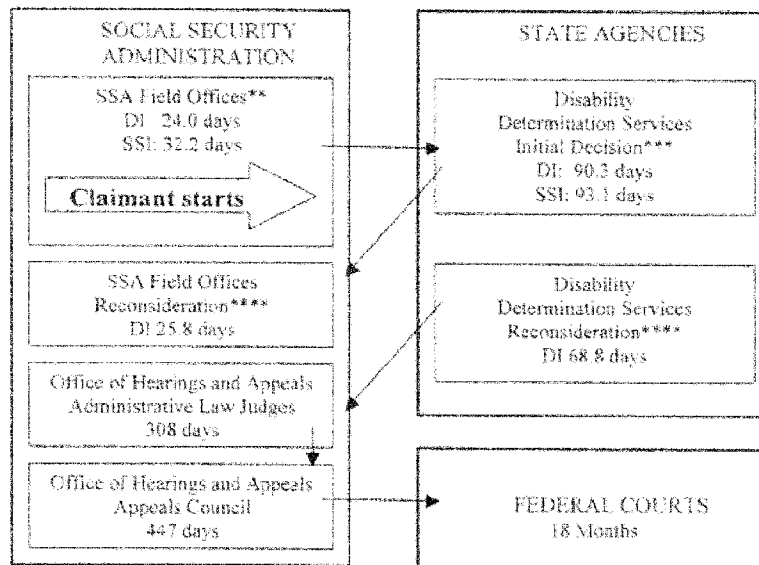 SOCIAL SECURITY
ADMINISTRATION
SSA Field Offices**
DI: 24.0 days
SSI: 32.2 days
Claimant starts
SSA Field Offices
Reconsideration****
DI 25.8 days
Office of Hearings and Appeals
Administrative Law Judges
308 days
Office of Hearings and Appeals
Appeals Council
447 days
STATE AGENCIES
Disability
Determination Services
Initial Decision***
DI: 90.3 days
SSI: 93.1 days
Disability
Determination Services
Reconsideration****
DI 68.8 days
FEDERAL COURTS
18 Months